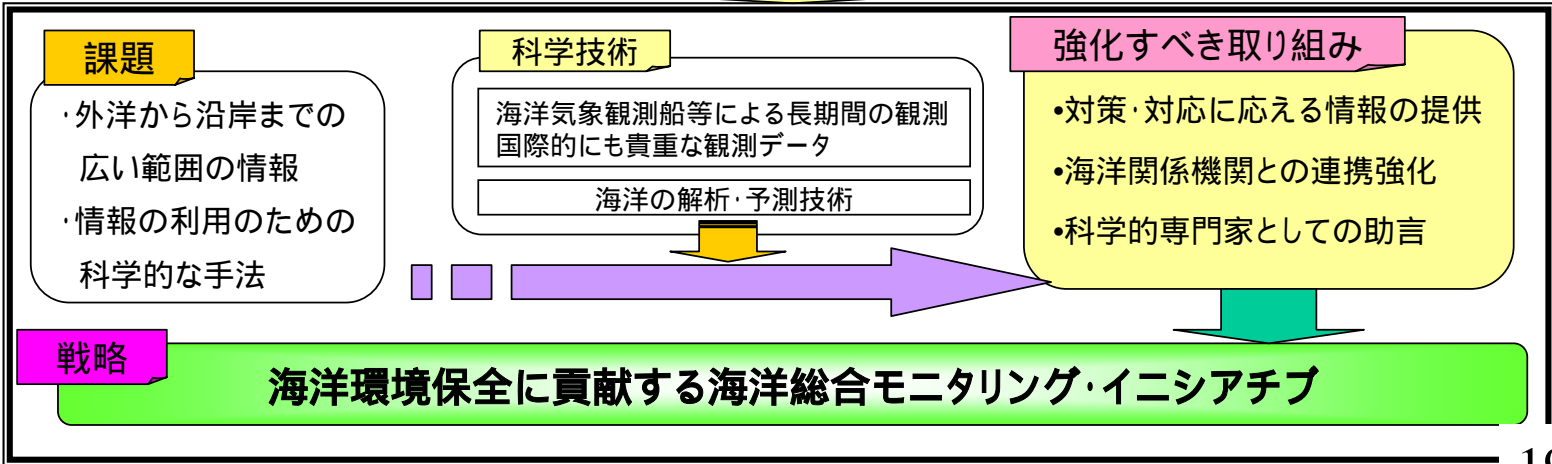 課題
・外洋から沿岸までの
広い範囲の情報
・情報の利用のための
科学的な手法
科学技術
海洋気象観測船等による長期間の観測
国際的にも貴重な観測データ
海洋の解析・予測技術
強化すべき取り組み
•対策・対応に応える情報の提供
•海洋関係機関との連携強化
•科学的専門家としての助言
戦略
海洋環境保全に貢献する海洋総合モニタリング・イニシアチブ